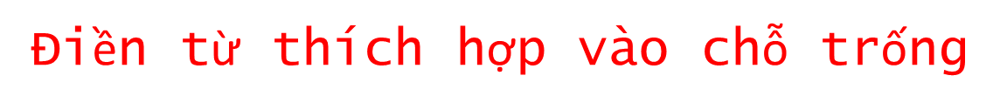 Điền từ thích hợp vào chỗ trống